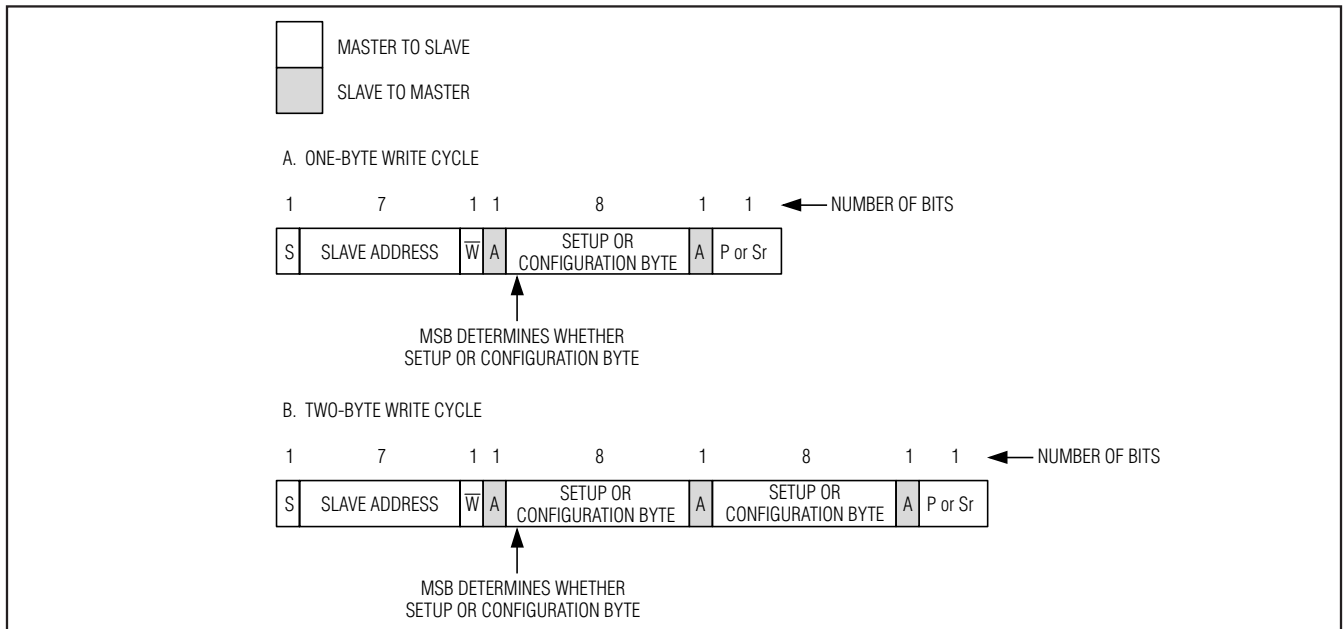 MASTER TO SLAVE
SLAVE TO MASTER
A. ONE-BYTE WRITE CYCLE
1 7 1 1 8 1 1 NUMBER OF BITS
S SLAVE ADDRESS W̅ A SETUP OR CONFIGURATION BYTE A P or Sr
MSB DETERMINES WHETHER
SETUP OR CONFIGURATION BYTE
B. TWO-BYTE WRITE CYCLE
1 7 1 1 8 1 8 1 1 NUMBER OF BITS
S SLAVE ADDRESS W̅ A SETUP OR CONFIGURATION BYTE A SETUP OR CONFIGURATION BYTE A P or Sr
MSB DETERMINES WHETHER
SETUP OR CONFIGURATION BYTE